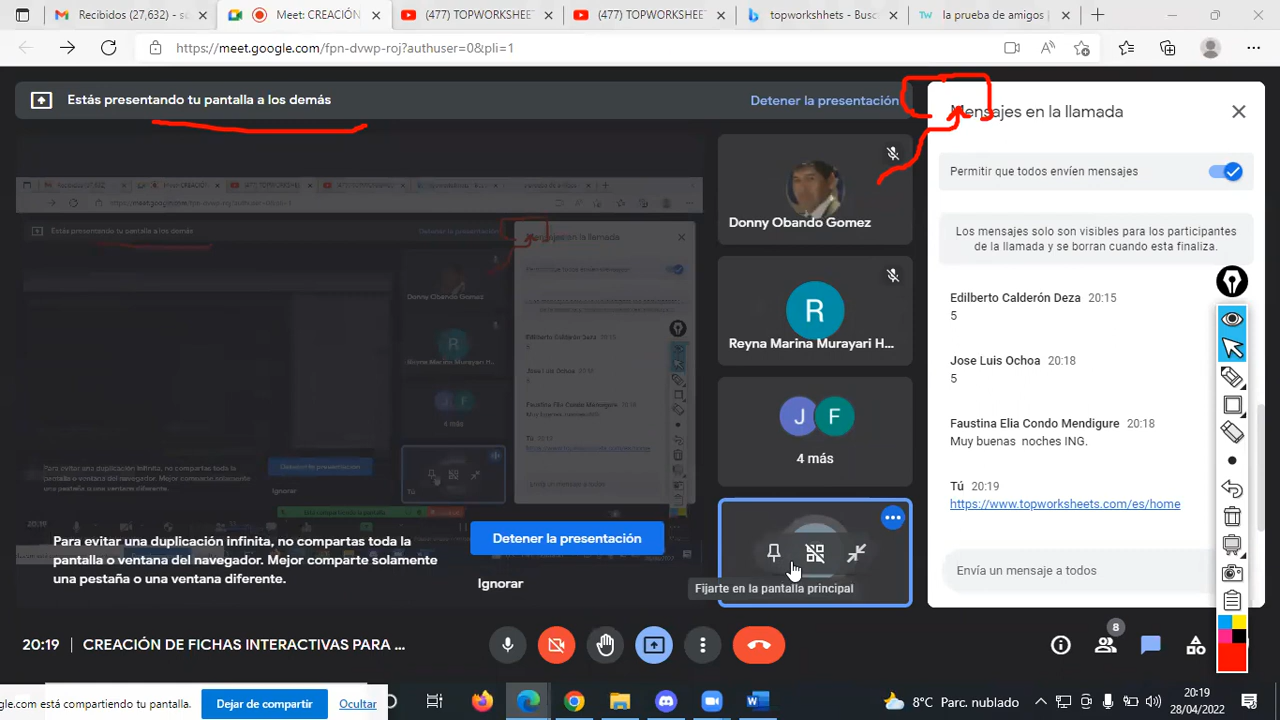 Recibidos (27,632) - s
Meet: CREACIÓN
(477) TOPWORKSHEET
(477) TOPWORKSHEET
topworkshhets - Busc
la prueba de amigos
https://meet.google.com/fpn-dvwp-roj?authuser=0&pli=1
Estás presentando tu pantalla a los demás
Detener la presentación
Mensajes en la llamada
Permitir que todos envíen mensajes
Los mensajes solo son visibles para los participantes
de la llamada y se borran cuando esta finaliza.
Edilberto Calderón Deza 20:15
5
Jose Luis Ochoa 20:18
5
Faustina Elia Condo Mendigure 20:18
Muy buenas noches ING.
Tú 20:19
https://www.topworksheets.com/es/home
Envía un mensaje a todos
Donny Obando Gomez
R
Reyna Marina Murayari H...
J F
4 más
Fijarte en la pantalla principal
Para evitar una duplicación infinita, no compartas toda la
pantalla o ventana del navegador. Mejor comparte solamente
una pestaña o una ventana diferente.
Detener la presentación
Ignorar
20:19 | CREACIÓN DE FICHAS INTERACTIVAS PARA ...
8
gle.com está compartiendo tu pantalla.
Dejar de compartir
Ocultar
8°C Parc. nublado
20:19
28/04/2022